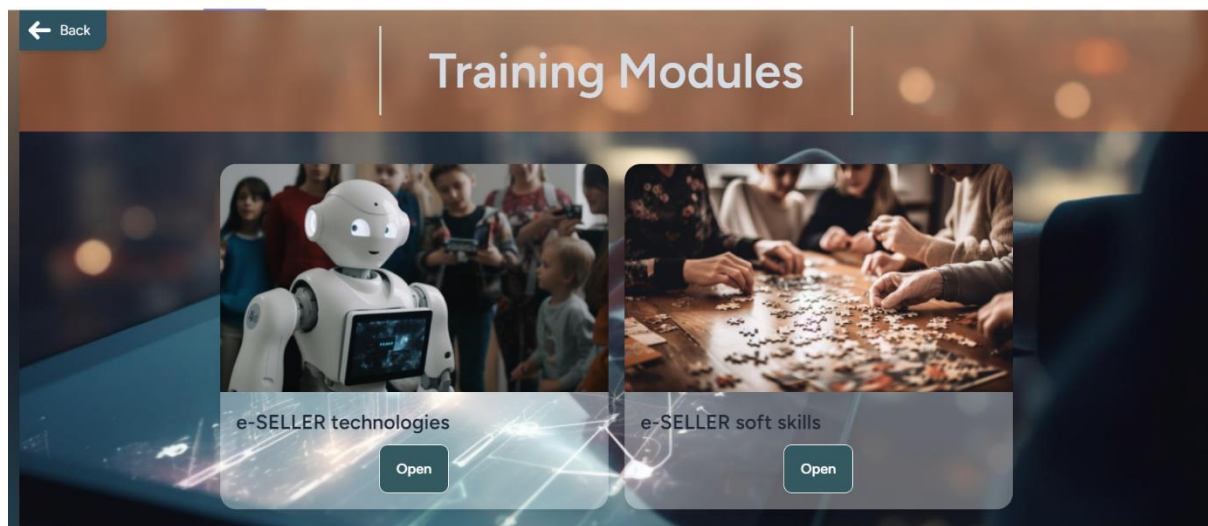 Back
Training Modules
e-SELLER technologies
Open
e-SELLER soft skills
Open